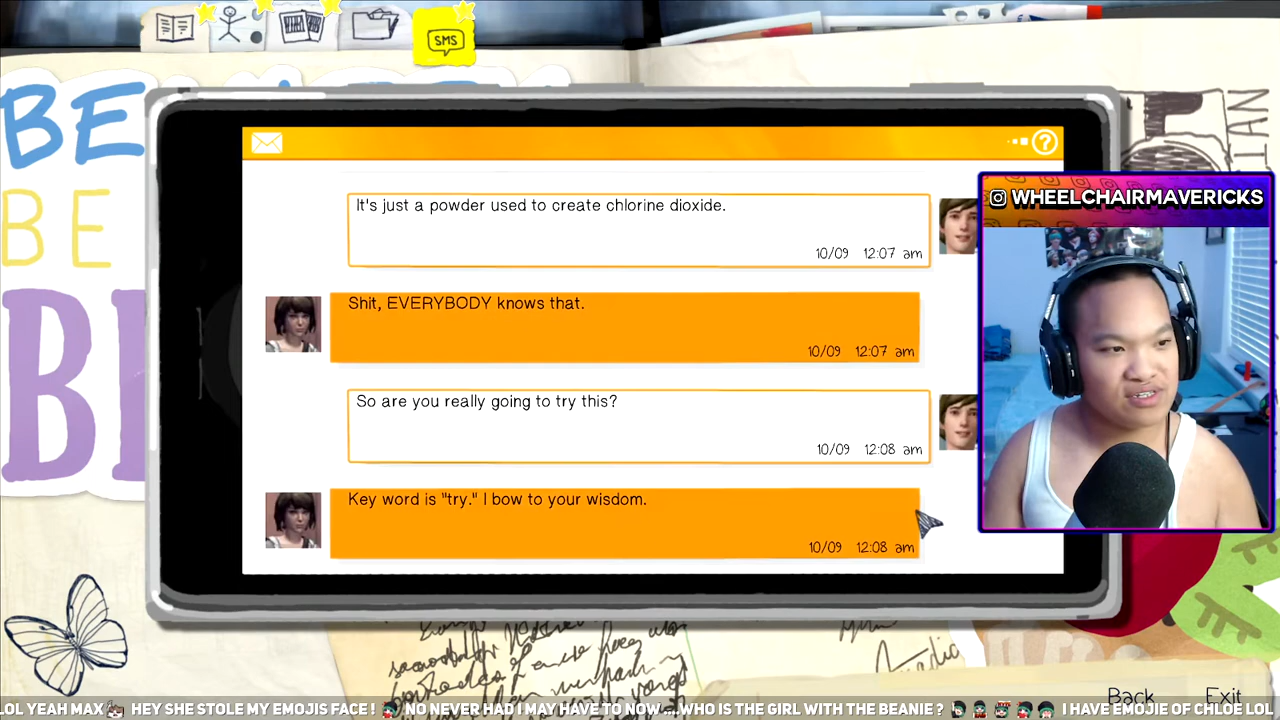 SMS
BE
BE
B
It's just a powder used to create chlorine dioxide.
10/09 12:07 am
Shit, EVERYBODY knows that.
10/09 12:07 am
So are you really going to try this?
10/09 12:08 am
Key word is "try." I bow to your wisdom.
10/09 12:08 am
WHEELCHAIRMAVERICKS
Back
Exit
LOL YEAH MAX HEY SHE STOLE MY EMOJIS FACE ! NO NEVER HAD I MAY HAVE TO NOW ....WHO IS THE GIRL WITH THE BEANIE ? I HAVE EMOJIE OF CHLOE LOL